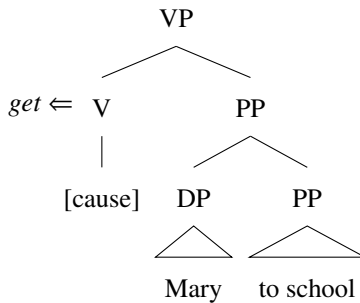 VP
get ⇐ V PP
[cause] DP PP
Mary to school